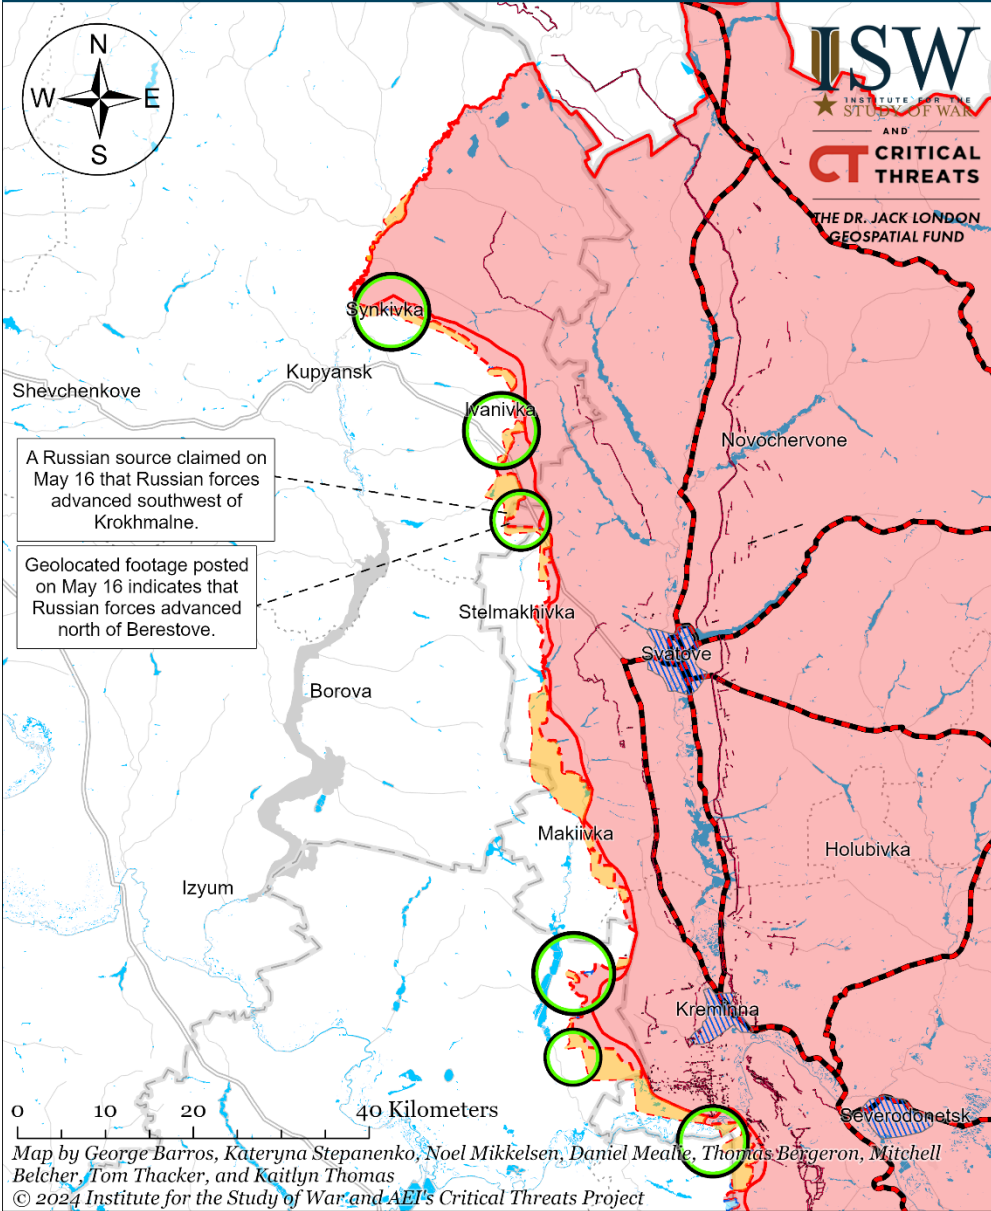 N
W
E
S
ISW
INSTITUTE FOR THE
STUDY OF WAR
AND
CT CRITICAL
THREATS
THE DR. JACK LONDON
GEOSPATIAL FUND
Synkivka
Kupyansk
Shevchenkove
Ivanivka
Novochervone
A Russian source claimed on
May 16 that Russian forces
advanced southwest of
Krokhmalne.
Geolocated footage posted
on May 16 indicates that
Russian forces advanced
north of Berestove.
Stelmakhivka
Svatove
Borova
Makiivka
Holubivka
Izyum
Kreminna
Severodonetsk
0 10 20 40 Kilometers
Map by George Barros, Kateryna Stepanenko, Noel Mikkelsen, Daniel Mealie, Thomas Bergeron, Mitchell
Belcher, Tom Thacker, and Kaitlyn Thomas
© 2024 Institute for the Study of War and AEI's Critical Threats Project